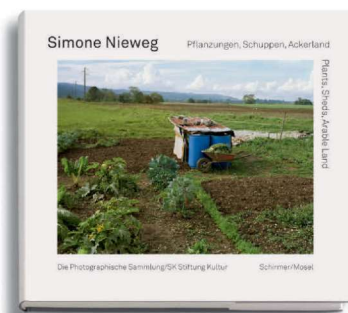 Simone Nieweg
Pflanzungen, Schuppen, Ackerland
Plants, Sheds, Arable Land
Die Photographische Sammlung/SK Stiftung Kultur
Schirmer/Mosel